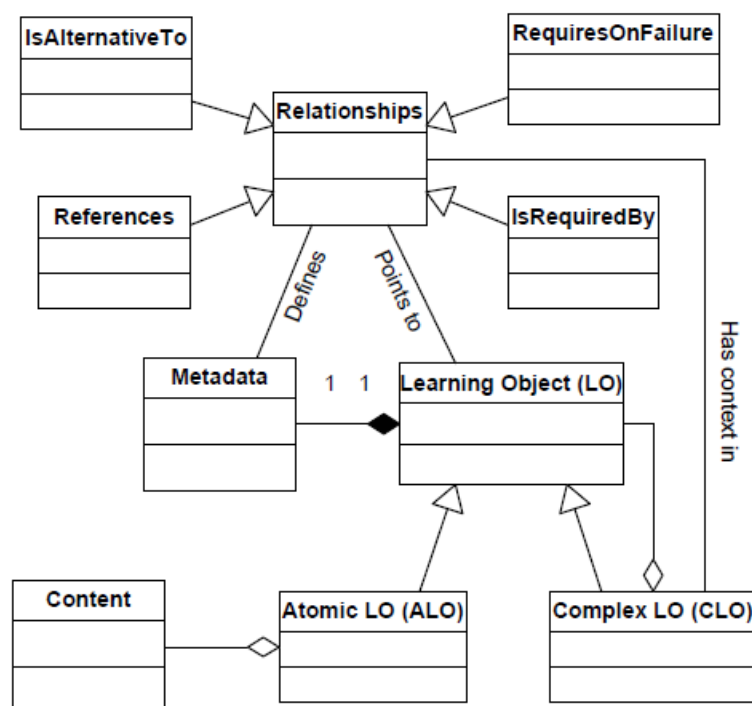 IsAlternativeTo
RequiresOnFailure
Relationships
References
IsRequiredBy
Defines
Points to
Has context in
Metadata
1 1
Learning Object (LO)
Content
Atomic LO (ALO)
Complex LO (CLO)